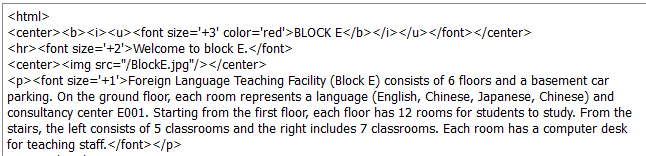 <html>
<center><b><i><u><font size='+3' color='red'>BLOCK E</b></i></u></font></center>
<hr><font size='+2'>Welcome to block E.</font>
<center><img src="/BlockE.jpg"/></center>
<p><font size='+1'>Foreign Language Teaching Facility (Block E) consists of 6 floors and a basement car
parking. On the ground floor, each room represents a language (English, Chinese, Japanese, Chinese) and
consultancy center E001. Starting from the first floor, each floor has 12 rooms for students to study. From the
stairs, the left consists of 5 classrooms and the right includes 7 classrooms. Each room has a computer desk
for teaching staff.</font></p>